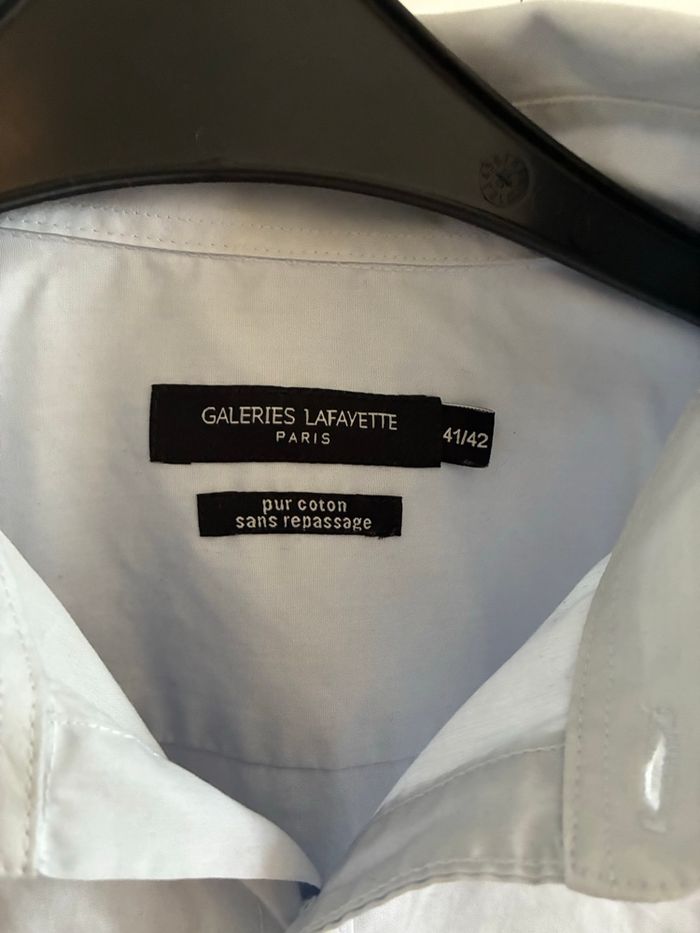 GALERIES LAFAYETTE
PARIS
41/42
pur coton
sans repassage